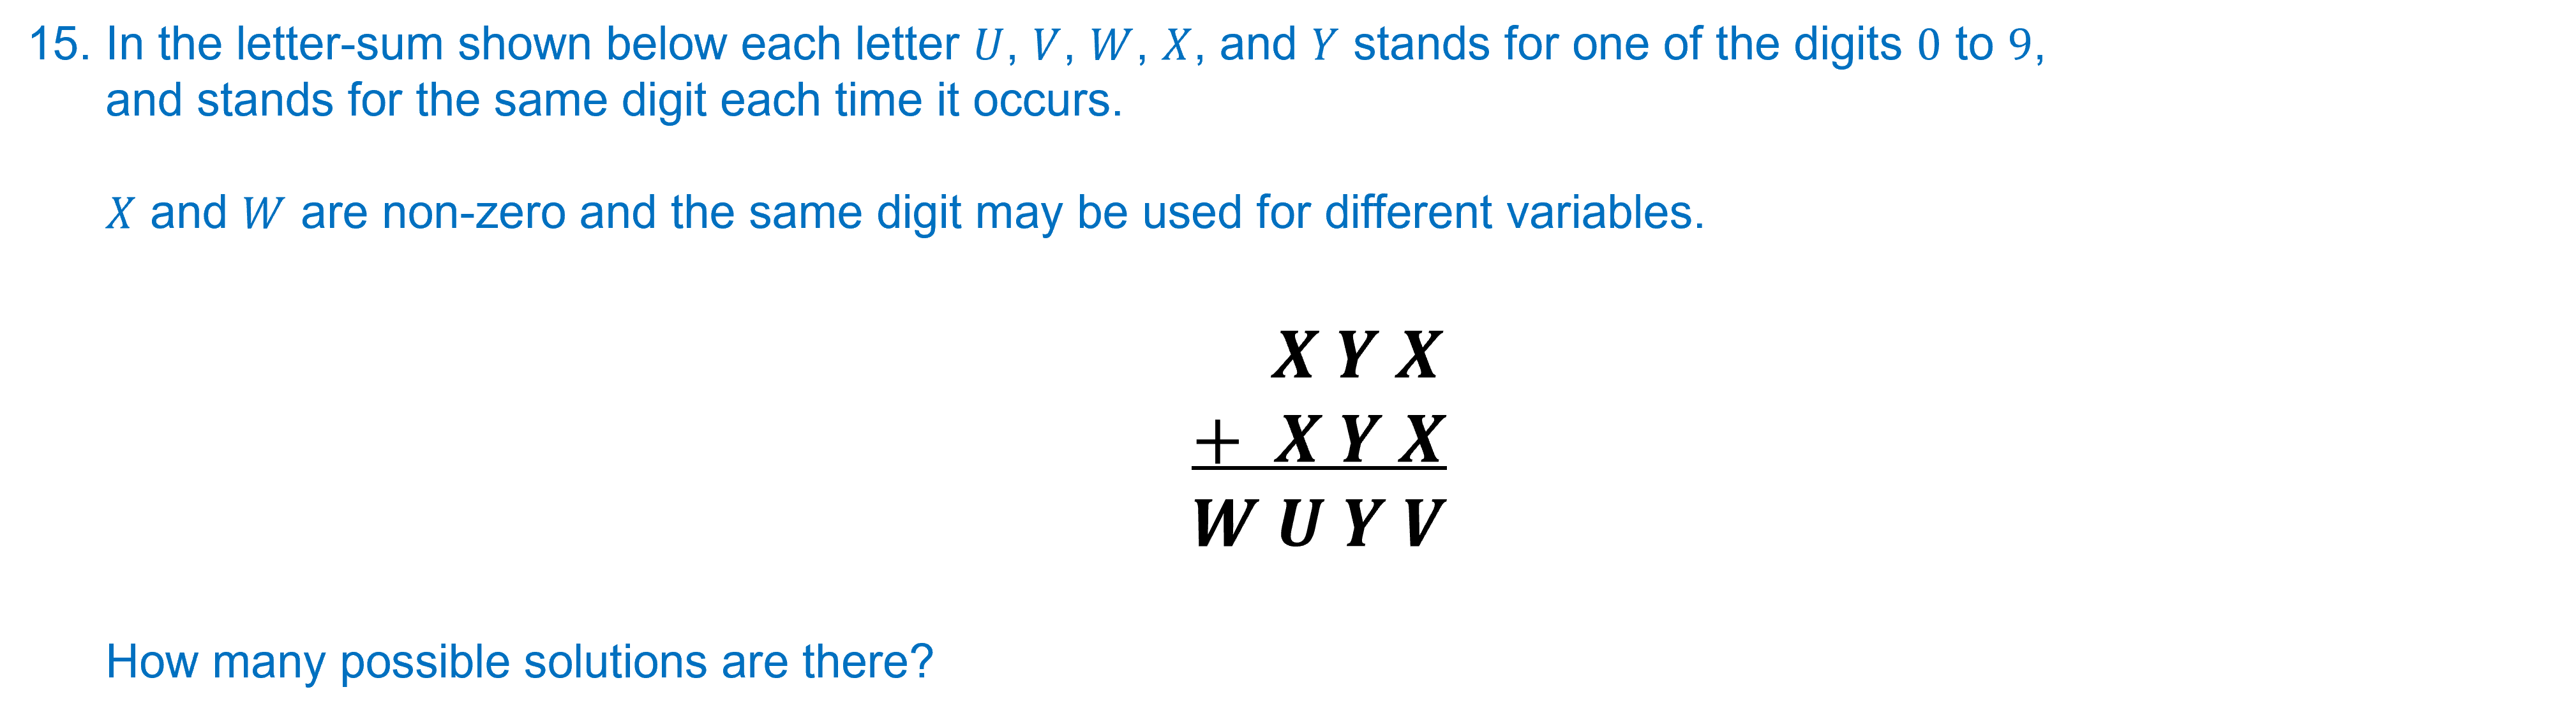 15. In the letter-sum shown below each letter U, V, W, X, and Y stands for one of the digits 0 to 9,
and stands for the same digit each time it occurs.
X and W are non-zero and the same digit may be used for different variables.
X Y X
+ X Y X
W U Y V
How many possible solutions are there?